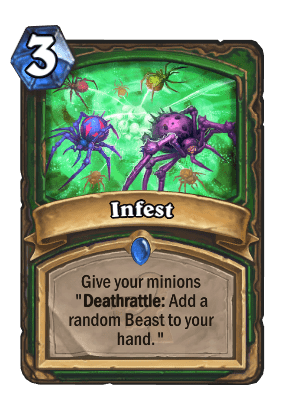 3
Infest
Give your minions
"Deathrattle: Add a
random Beast to your
hand."